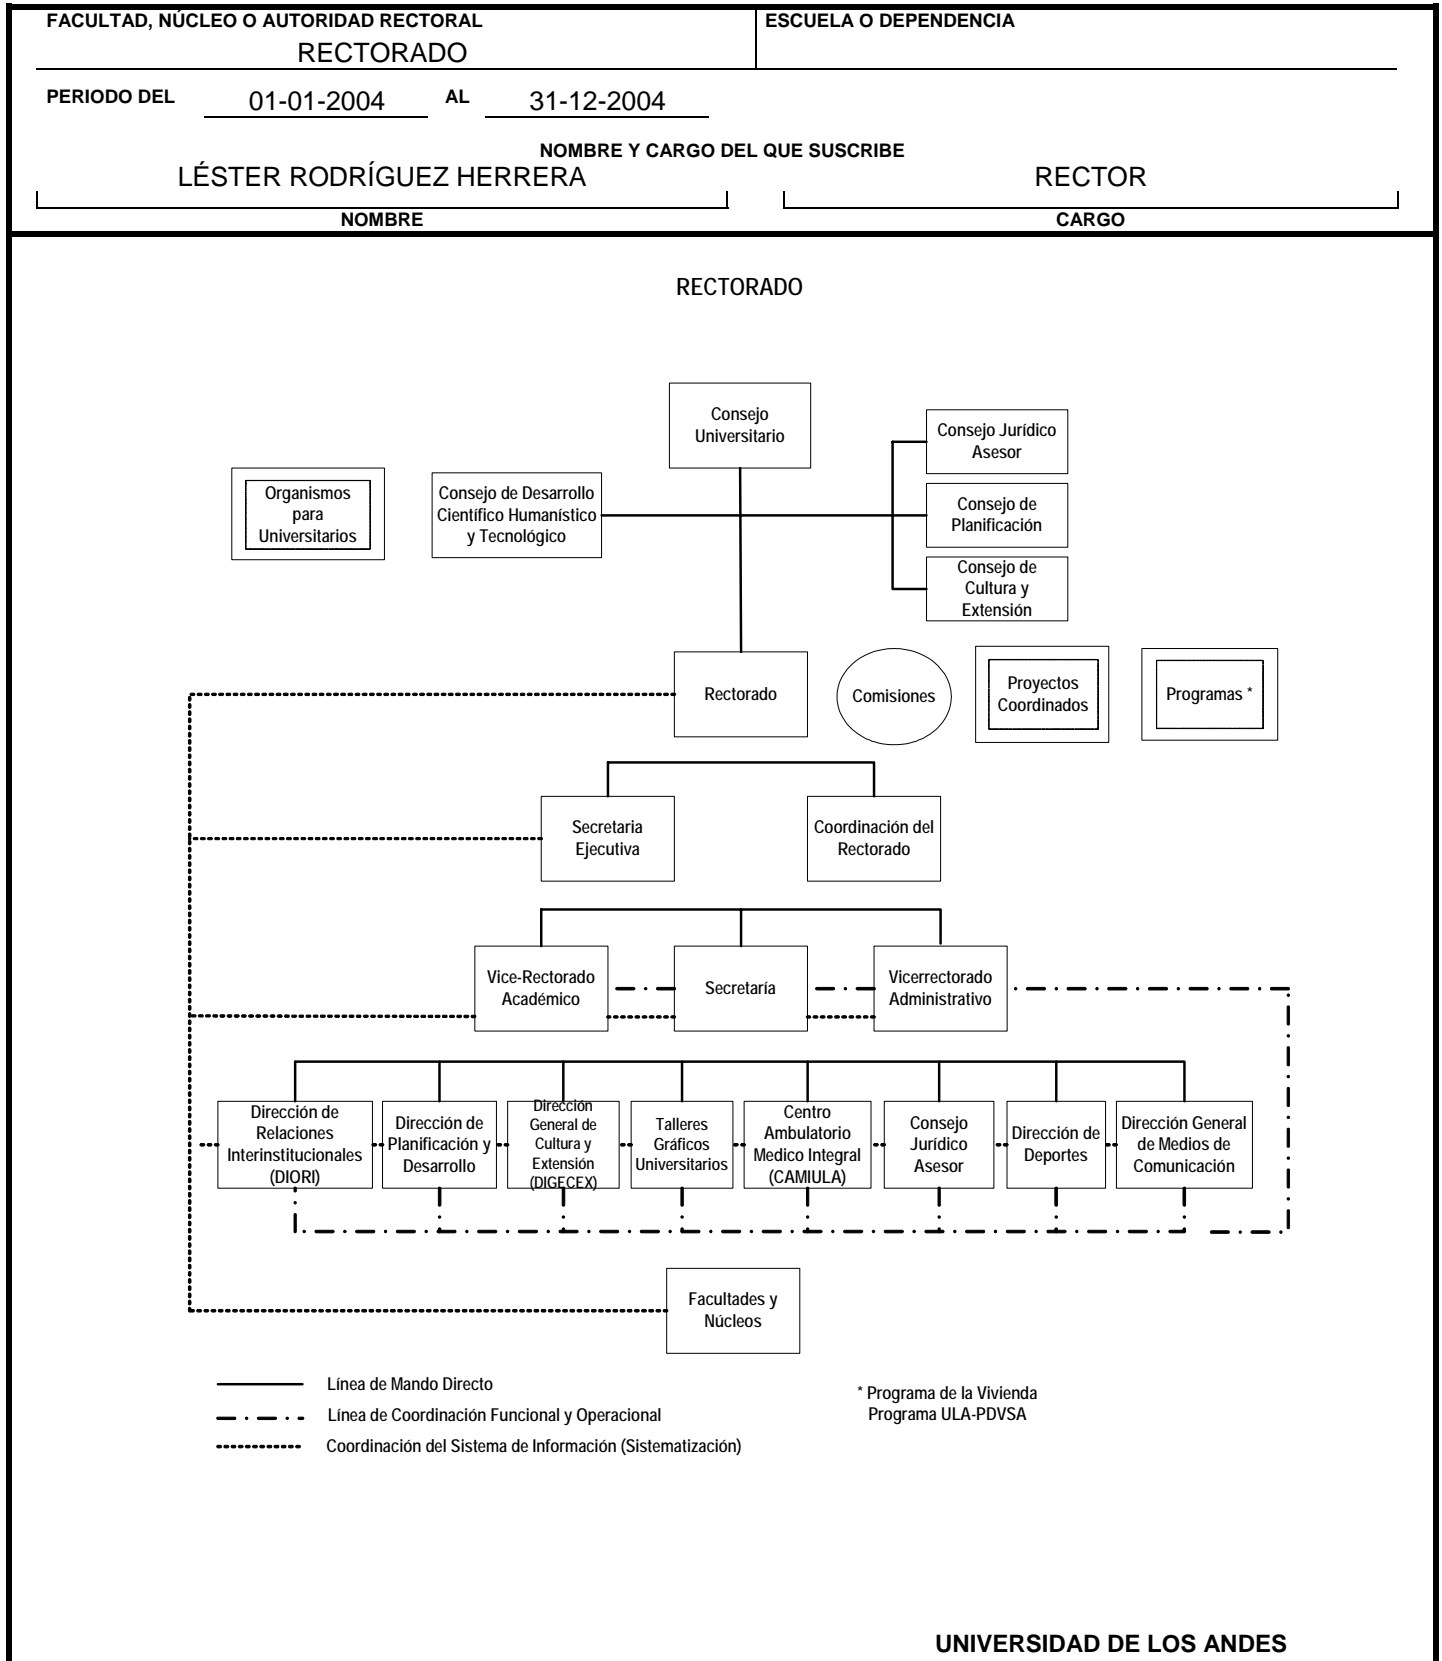 FACULTAD, NÚCLEO O AUTORIDAD RECTORAL
RECTORADO
ESCUELA O DEPENDENCIA
PERIODO DEL 01-01-2004 AL 31-12-2004
NOMBRE Y CARGO DEL QUE SUSCRIBE
LÉSTER RODRÍGUEZ HERRERA
RECTOR
NOMBRE
CARGO
RECTORADO
Consejo
Universitario
Consejo Jurídico
Asesor
Organismos
para
Universitarios
Consejo de Desarrollo
Científico Humanístico
y Tecnológico
Consejo de
Planificación
Consejo de
Cultura y
Extensión
Rectorado
Comisiones
Proyectos
Coordinados
Programas *
Secretaria
Ejecutiva
Coordinación del
Rectorado
Vice-Rectorado
Académico
Secretaría
Vicerrectorado
Administrativo
Dirección de
Relaciones
Interinstitucionales
(DIORI)
Dirección de
Planificación y
Desarrollo
Dirección
General de
Cultura y
Extensión
(DIGECEX)
Talleres
Gráficos
Universitarios
Centro
Ambulatorio
Medico Integral
(CAMIULA)
Consejo
Jurídico
Asesor
Dirección de
Deportes
Dirección General
de Medios de
Comunicación
Facultades y
Núcleos
Línea de Mando Directo
Línea de Coordinación Funcional y Operacional
Coordinación del Sistema de Información (Sistematización)
* Programa de la Vivienda
Programa ULA-PDVSA
UNIVERSIDAD DE LOS ANDES